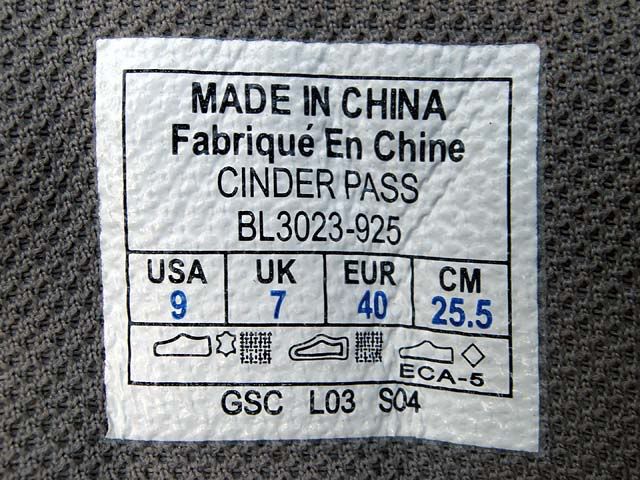 MADE IN CHINA
Fabriqué En Chine
CINDER PASS
BL3023-925
USA UK EUR CM
9 7 40 25.5
ECA-5
GSC L03 S04